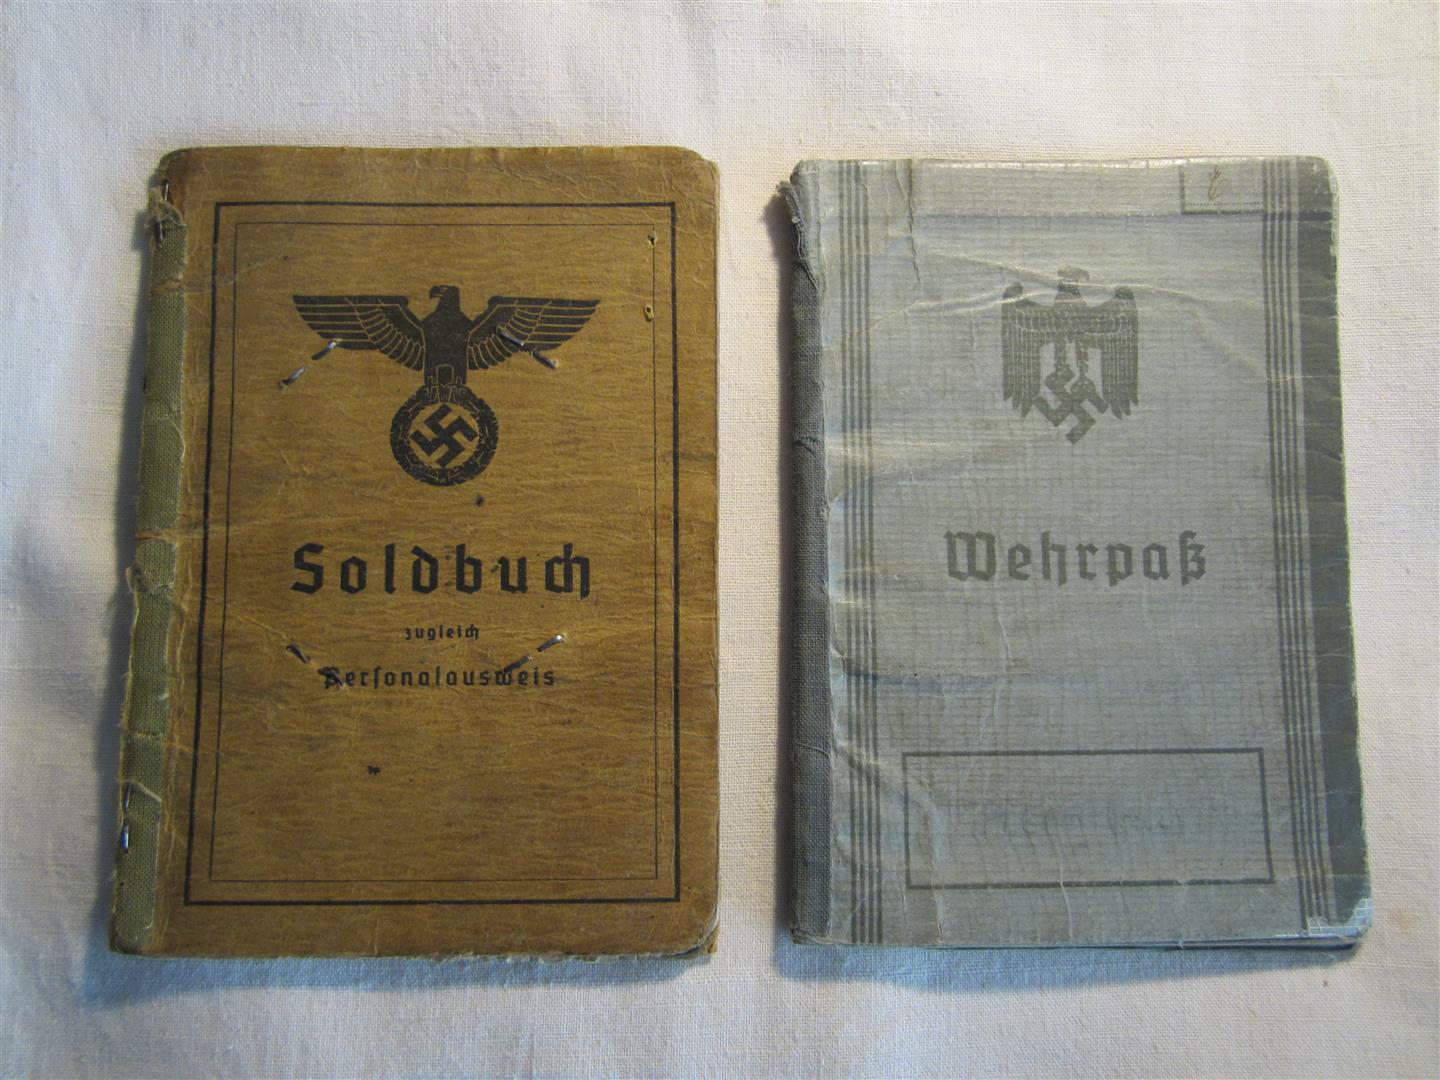 Soldbuch
zugleich
Personalausweis
Wehrpaß